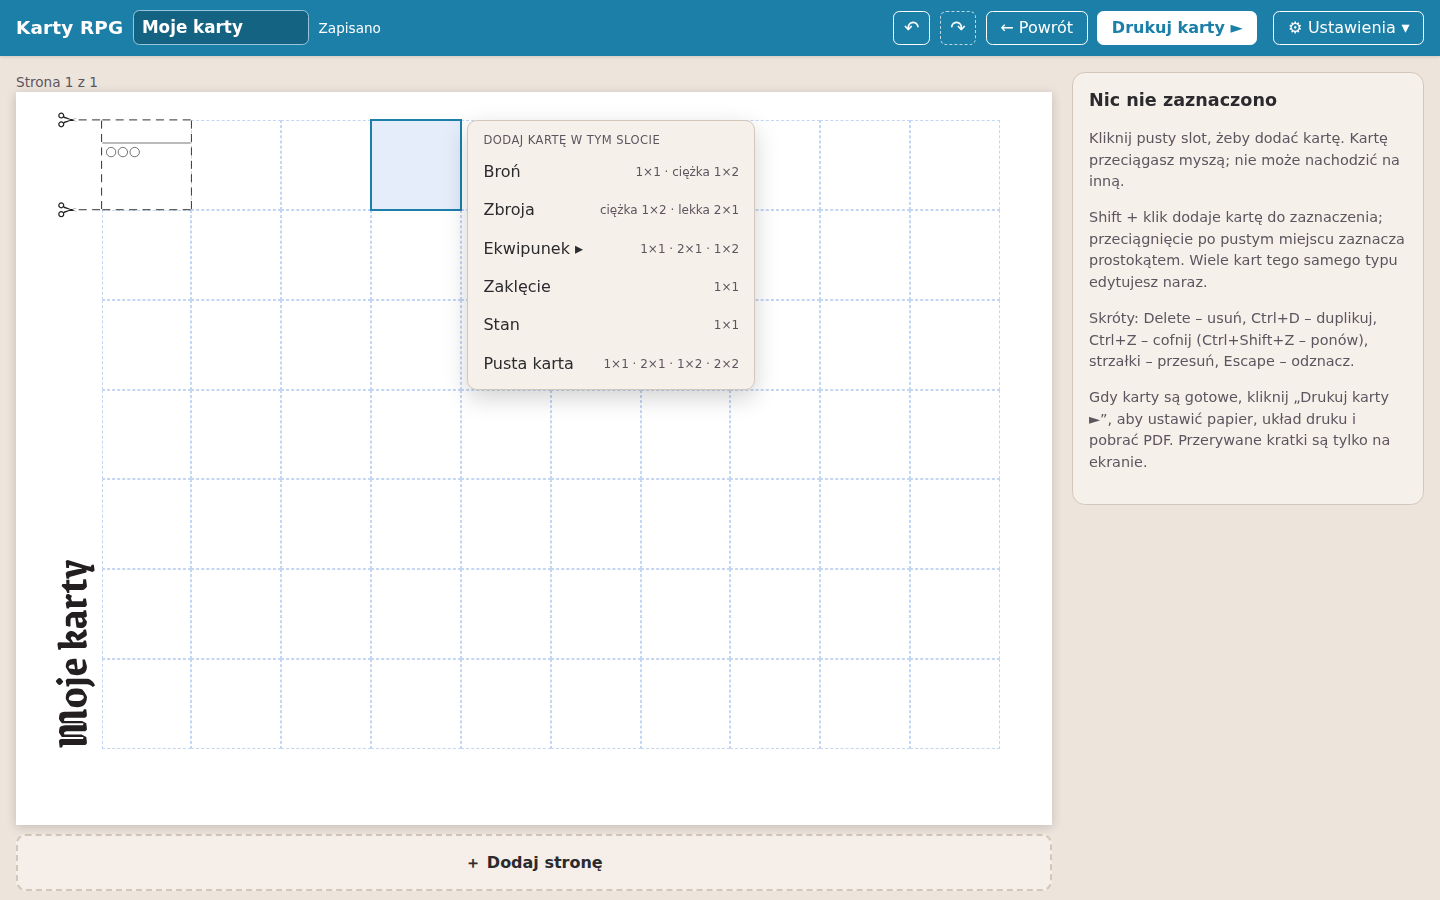 Karty RPG
Moje karty
Zapisano
↶
↷
← Powrót
Drukuj karty ►
⚙ Ustawienia ▾
Strona 1 z 1
DODAJ KARTĘ W TYM SLOCIE
Broń 1×1 · ciężka 1×2
Zbroja ciężka 1×2 · lekka 2×1
Ekwipunek ▸ 1×1 · 2×1 · 1×2
Zaklęcie 1×1
Stan 1×1
Pusta karta 1×1 · 2×1 · 1×2 · 2×2
Moje karty
+ Dodaj stronę
Nic nie zaznaczono
Kliknij pusty slot, żeby dodać kartę. Kartę
przeciągasz myszą; nie może nachodzić na
inną.
Shift + klik dodaje kartę do zaznaczenia;
przeciągnięcie po pustym miejscu zaznacza
prostokątem. Wiele kart tego samego typu
edytujesz naraz.
Skróty: Delete – usuń, Ctrl+D – duplikuj,
Ctrl+Z – cofnij (Ctrl+Shift+Z – ponów),
strzałki – przesuń, Escape – odznacz.
Gdy karty są gotowe, kliknij „Drukuj karty
►”, aby ustawić papier, układ druku i
pobrać PDF. Przerywane kratki są tylko na
ekranie.